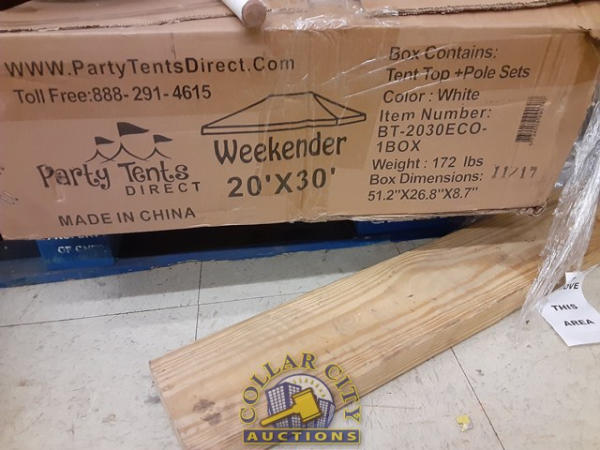 WWW.PartyTentsDirect.Com
Toll Free:888- 291- 4615
Party Tents
DIRECT
MADE IN CHINA
Weekender
20'X30'
Box Contains:
Tent Top +Pole Sets
Color : White
Item Number:
BT-2030ECO-
1BOX
Weight : 172 lbs
Box Dimensions:
51.2"X26.8"X8.7"
11/17
THIS
AREA
COLLAR CITY
AUCTIONS